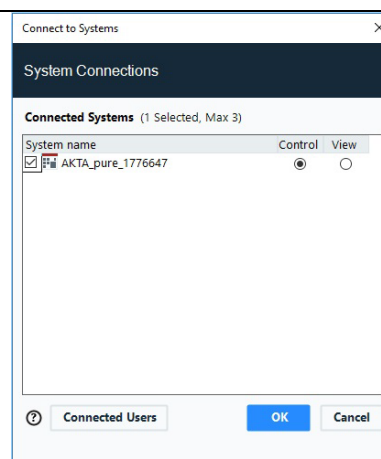 Connect to Systems
System Connections
Connected Systems (1 Selected, Max 3)
System name Control View
AKTA_pure_1776647
Connected Users OK Cancel